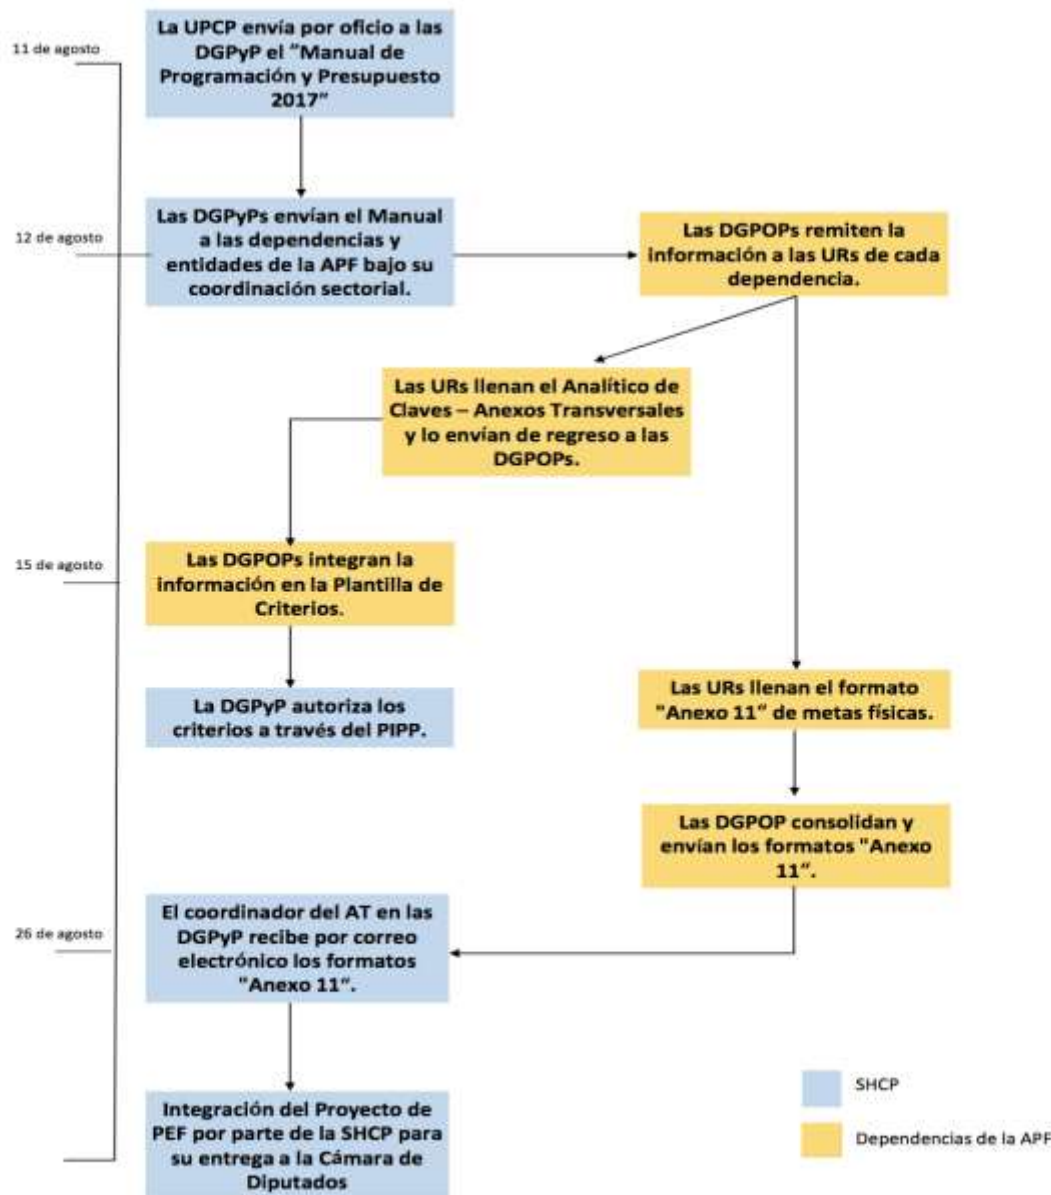 La UPCP envía por oficio a las
DGPyP el "Manual de
Programación y Presupuesto
2017"
11 de agosto
Las DGPyPs envían el Manual
a las dependencias y
entidades de la APF bajo su
coordinación sectorial.
12 de agosto
Las DGPOPs remiten la
información a las URs de cada
dependencia.
Las URs llenan el Analítico de
Claves – Anexos Transversales
y lo envían de regreso a las
DGPOPs.
15 de agosto
Las DGPOPs integran la
información en la Plantilla de
Criterios.
La DGPyP autoriza los
criterios a través del PIPP.
Las URs llenan el formato
"Anexo 11" de metas físicas.
Las DGPOP consolidan y
envían los formatos "Anexo
11".
26 de agosto
El coordinador del AT en las
DGPyP recibe por correo
electrónico los formatos
"Anexo 11".
Integración del Proyecto de
PEF por parte de la SHCP para
su entrega a la Cámara de
Diputados
SHCP
Dependencias de la APF